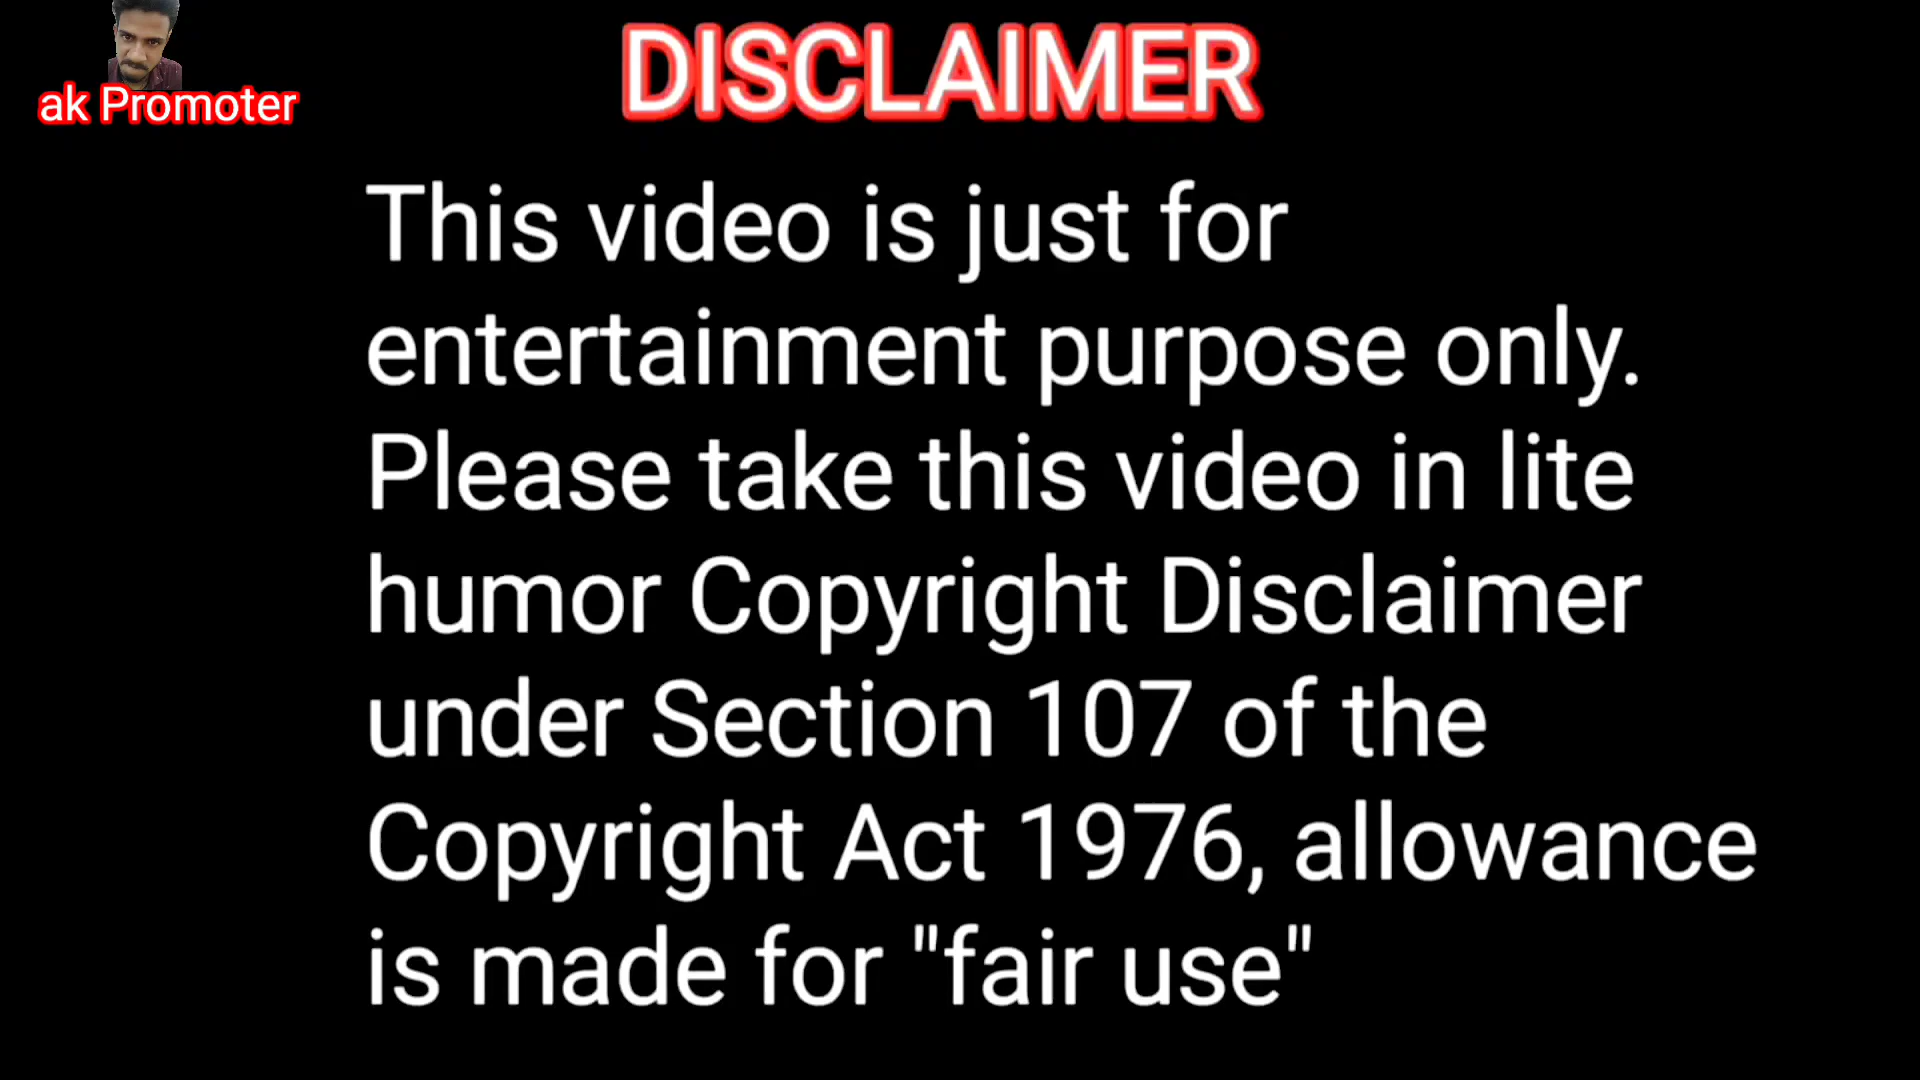 ak Promoter
DISCLAIMER
This video is just for
entertainment purpose only.
Please take this video in lite
humor Copyright Disclaimer
under Section 107 of the
Copyright Act 1976, allowance
is made for "fair use"